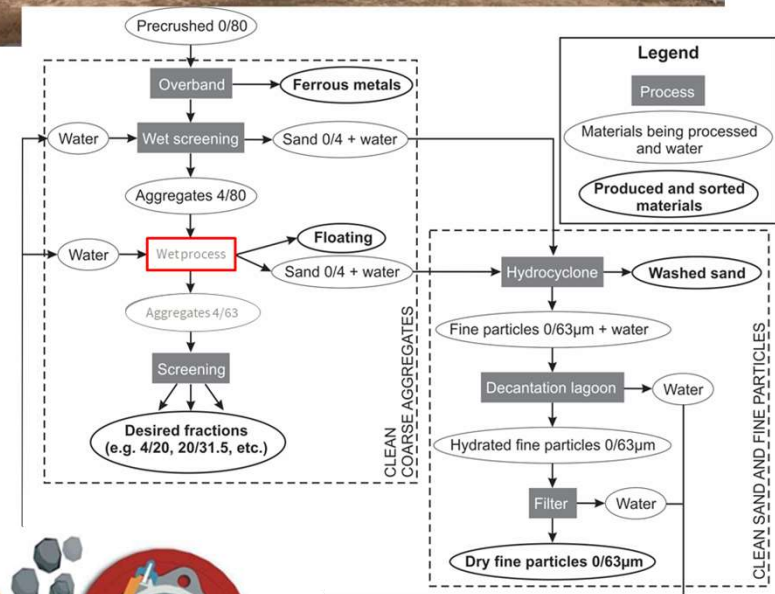 Precrushed 0/80
Overband
Ferrous metals
Water
Wet screening
Sand 0/4 + water
Aggregates 4/80
Water
Wet process
Floating
Sand 0/4 + water
Aggregates 4/63
Screening
Desired fractions
(e.g. 4/20, 20/31.5, etc.)
CLEAN
COARSE AGGREGATES
Legend
Process
Materials being processed
and water
Produced and sorted
materials
Hydrocyclone
Washed sand
Fine particles 0/63µm + water
Decantation lagoon
Water
Hydrated fine particles 0/63µm
Filter
Water
Dry fine particles 0/63µm
CLEAN SAND AND FINE PARTICLES